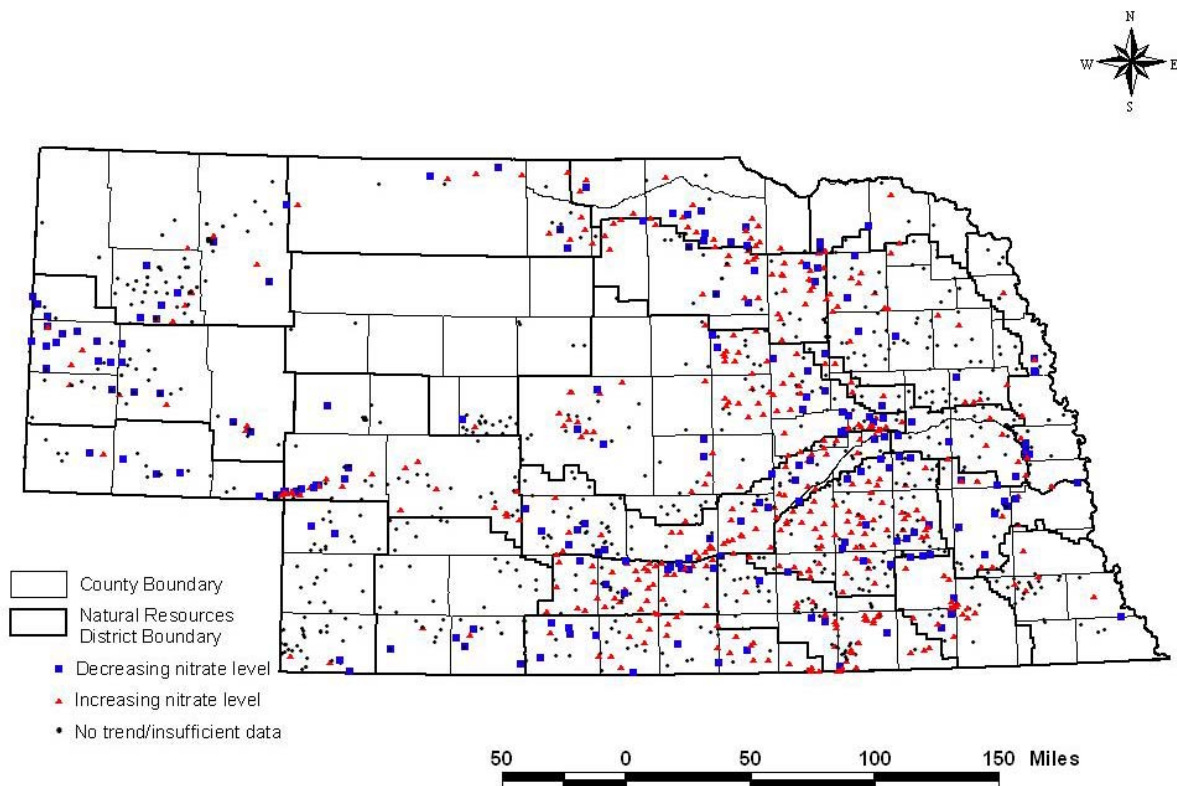 N
W E
S
County Boundary
Natural Resources
District Boundary
Decreasing nitrate level
Increasing nitrate level
No trend/insufficient data
50 0 50 100 150 Miles